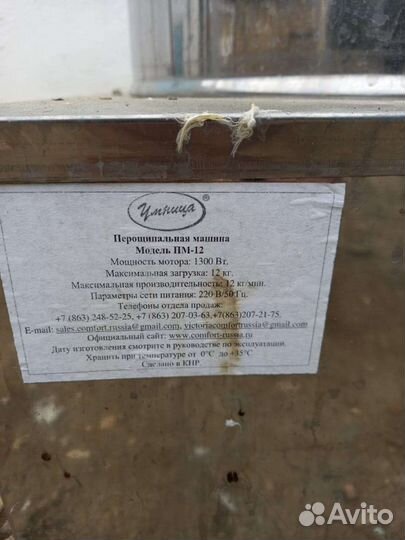 Умница ®
Перощипальная машина
Модель ПМ-12
Мощность мотора: 1300 Вт.
Максимальная загрузка: 12 кг.
Максимальная производительность: 12 кг/мин.
Параметры сети питания: 220 В/50 Гц.
Телефоны отдела продаж:
+7 (863) 248-52-25, +7 (863) 207-03-63,+7(863)207-21-75.
E-mail: sales.comfort.russia@gmail.com, victoriacomfortrussia@gmail.com
Официальный сайт: www.comfort-russia.ru
Дату изготовления смотрите в руководстве по эксплуатации.
Хранить при температуре от 0°С до +35°С
Сделано в КНР.
Avito